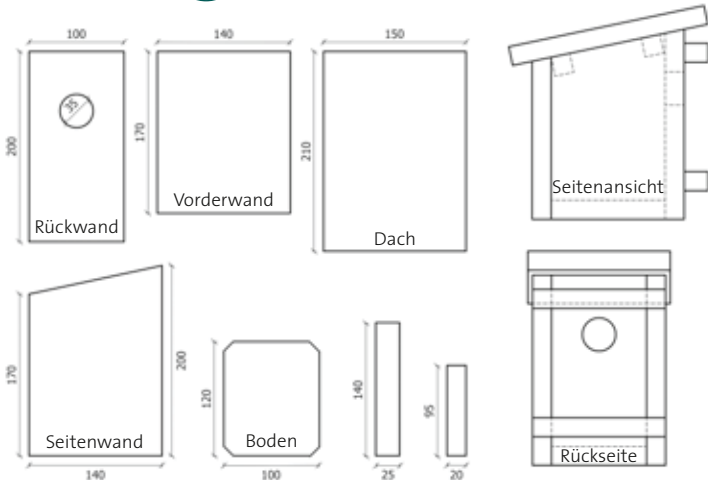 100
140
150
35
200
170
210
Rückwand
Vorderwand
Dach
Seitenansicht
170
200
120
140
95
Seitenwand
Boden
Rückseite
140
100
25
20